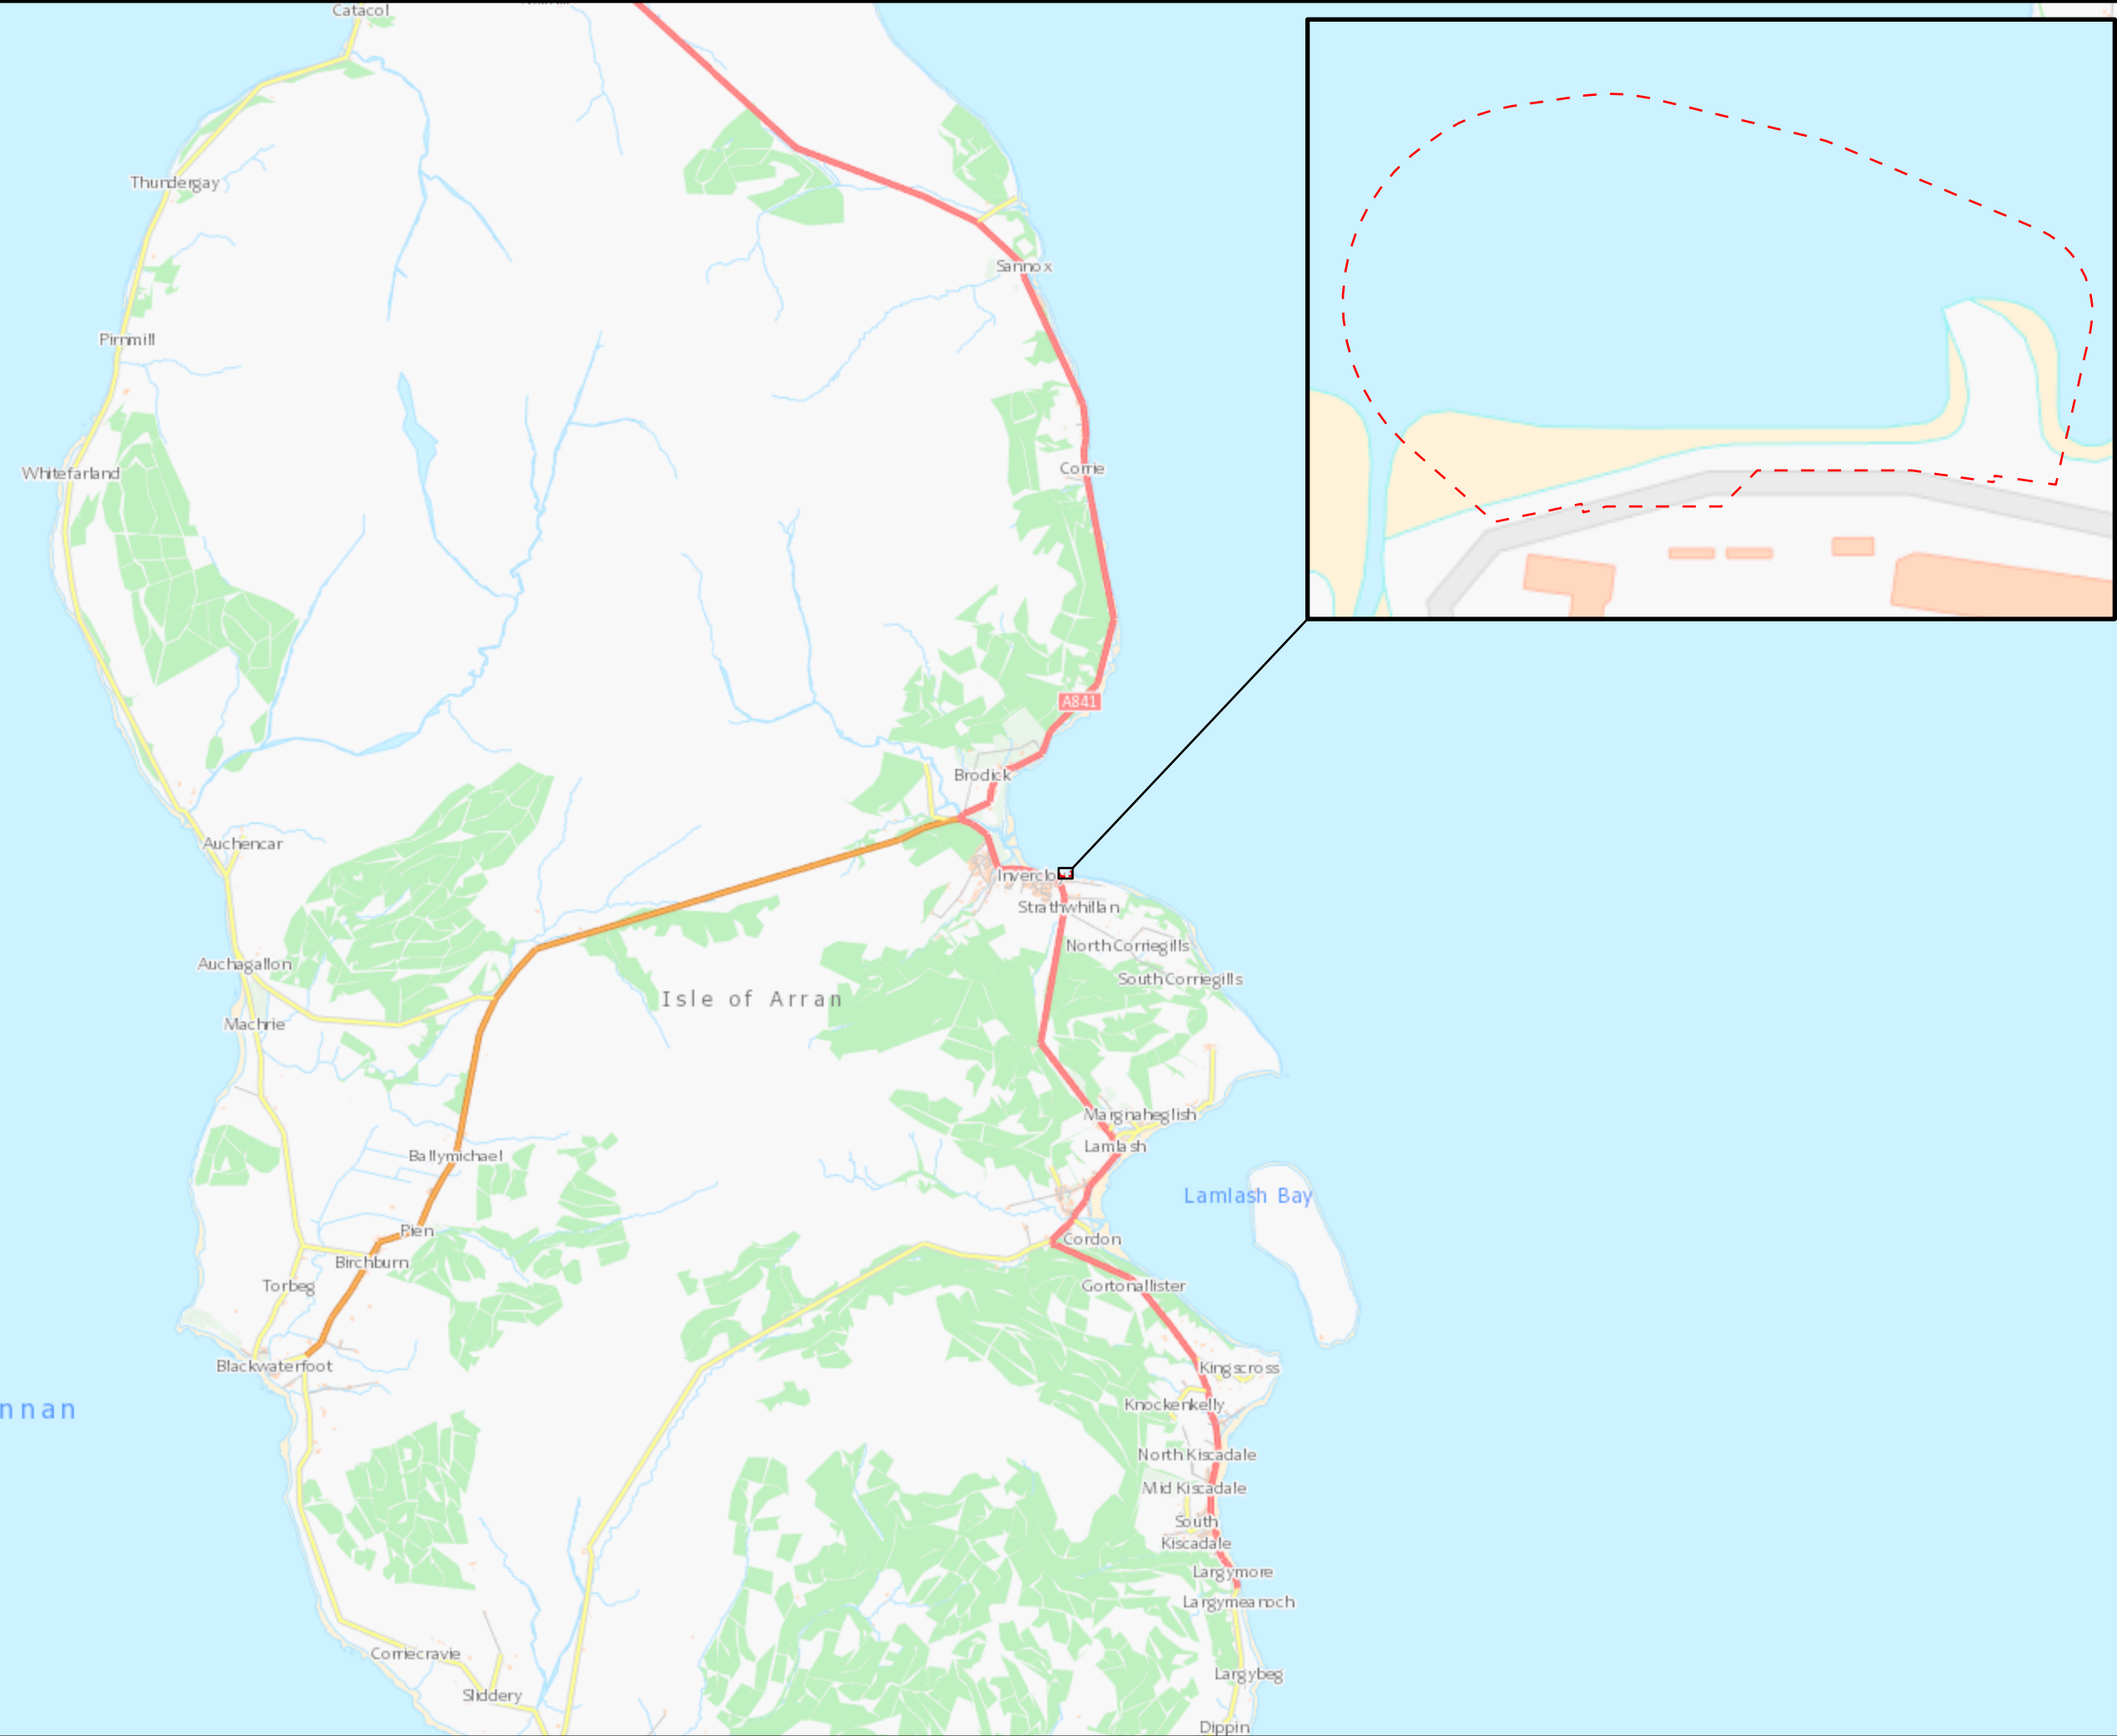 Catacol
Thundergay
Sannox
Pirnmill
Corrie
Whitefarland
A841
Brodick
Auchencar
Invercloy
Strathwhillan
North Corriegills
Auchagallon
South Corriegills
Isle of Arran
Machrie
Margnaheglish
Lamlash
Ballymichael
Lamlash Bay
Pien
Cordon
Birchburn
Torbeg
Gortonallister
Blackwaterfoot
Kingscross
Knockenkelly
nnan
North Kiscadale
Mid Kiscadale
South
Kiscadale
Largymore
Largymeanoch
Corriecravie
Largybeg
Sliddery
Dippin